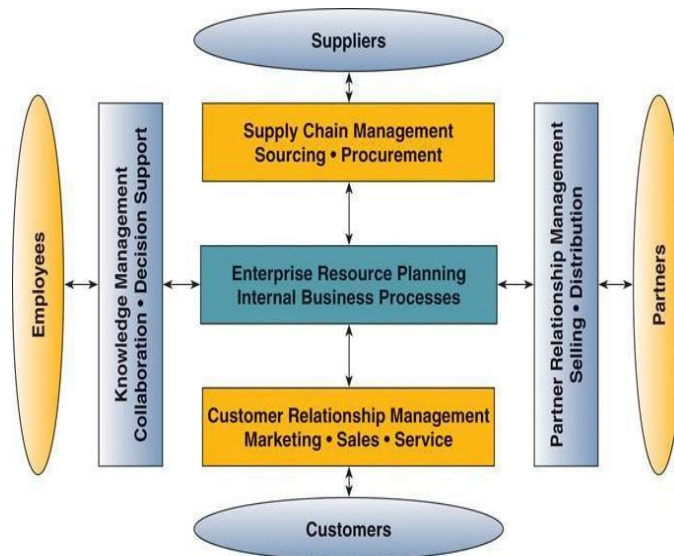 Suppliers
Supply Chain Management
Sourcing • Procurement
Employees
Knowledge Management
Collaboration • Decision Support
Enterprise Resource Planning
Internal Business Processes
Partner Relationship Management
Selling • Distribution
Partners
Customer Relationship Management
Marketing • Sales • Service
Customers